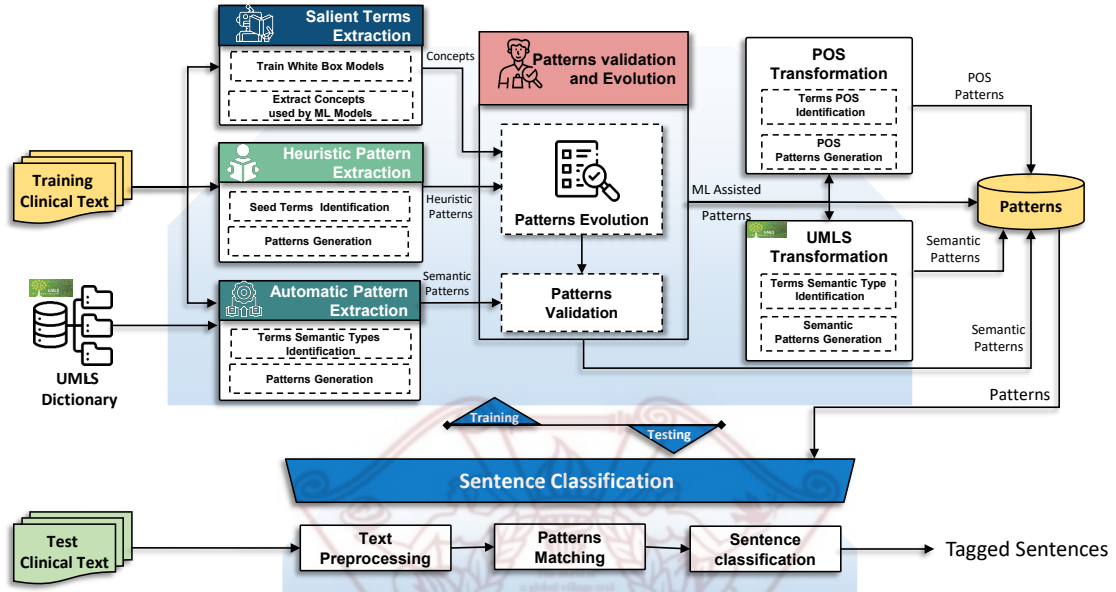 Salient Terms
Extraction
Train White Box Models
Extract Concepts
used by ML Models
Concepts
Patterns validation
and Evolution
POS
Transformation
Terms POS
Identification
POS
Patterns Generation
POS
Patterns
Training
Clinical Text
Heuristic Pattern
Extraction
Seed Terms Identification
Patterns Generation
Heuristic
Patterns
Patterns Evolution
ML Assisted
Patterns
Patterns
UMLS
Transformation
Terms Semantic Type
Identification
Semantic
Patterns Generation
Semantic
Patterns
UMLS
UMLS
Dictionary
Automatic Pattern
Extraction
Terms Semantic Types
Identification
Patterns Generation
Semantic
Patterns
Patterns
Validation
Semantic
Patterns
Patterns
Training
Testing
Sentence Classification
Test
Clinical Text
Text
Preprocessing
Patterns
Matching
Sentence
classification
Tagged Sentences
a global village and